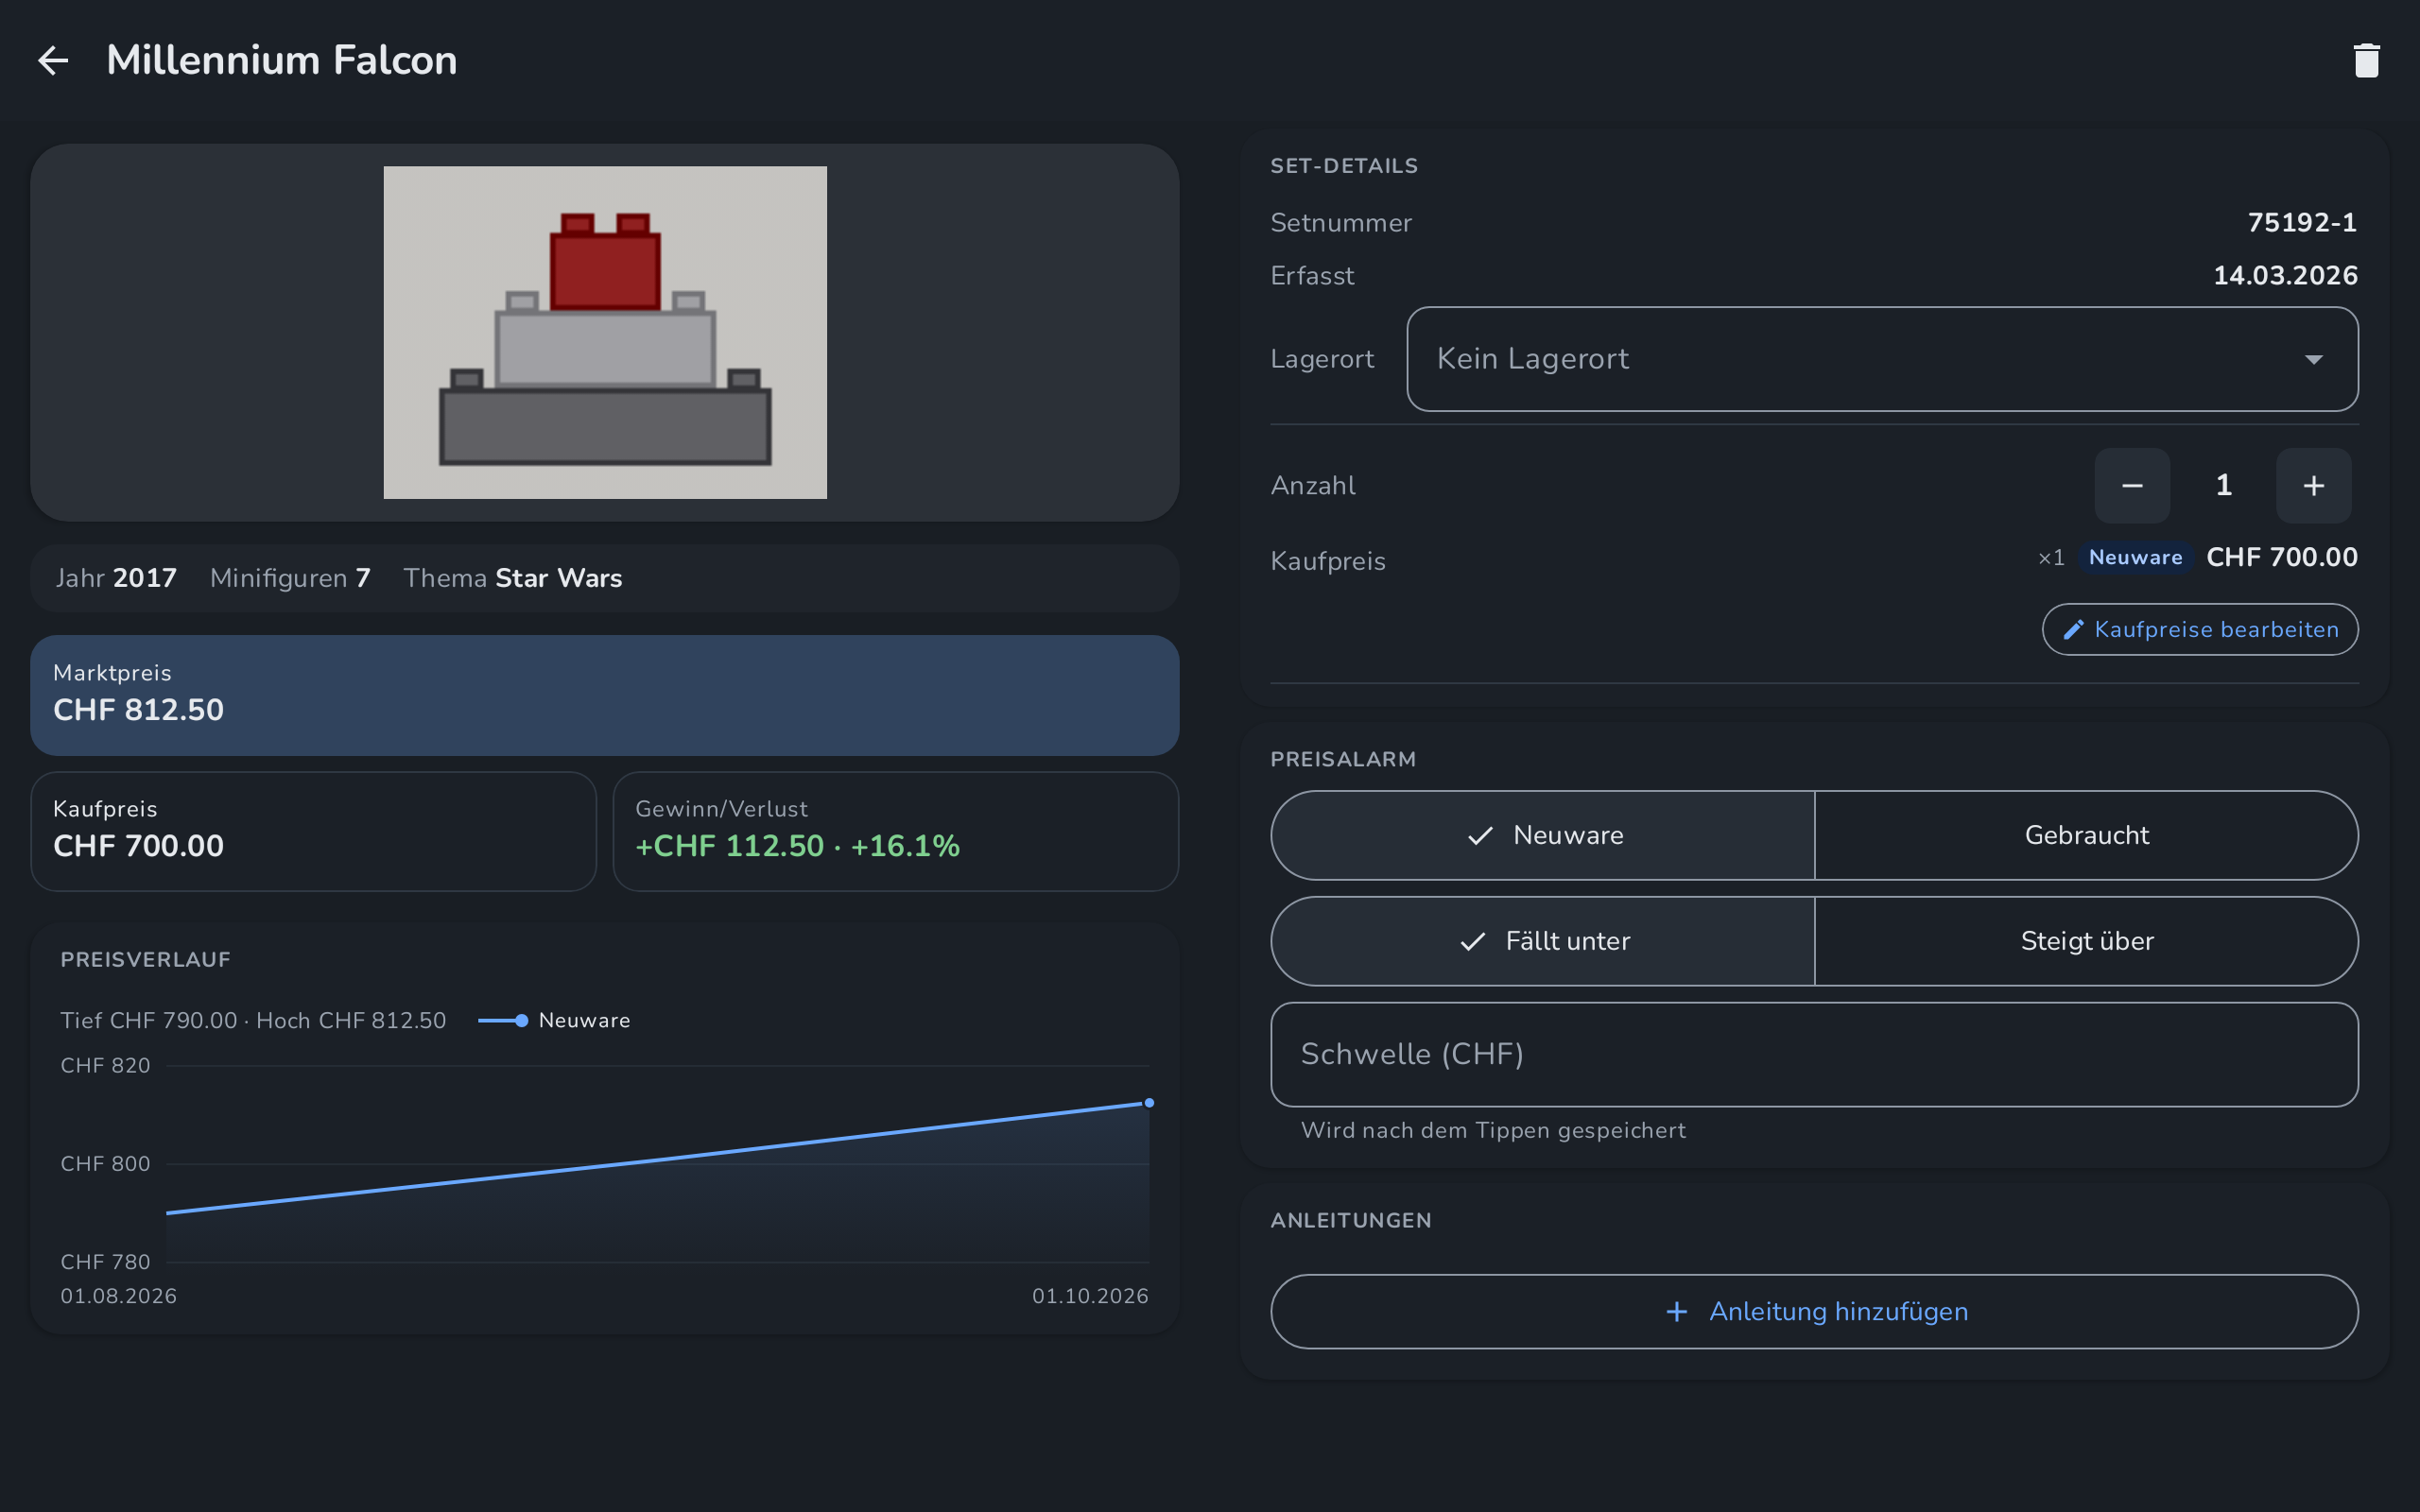 Millennium Falcon
Jahr 2017 Minifiguren 7 Thema Star Wars
Marktpreis
CHF 812.50
Kaufpreis
CHF 700.00
Gewinn/Verlust
+CHF 112.50 · +16.1%
PREISVERLAUF
Tief CHF 790.00 · Hoch CHF 812.50 Neuware
CHF 820
CHF 800
CHF 780
01.08.2026 01.10.2026
SET-DETAILS
Setnummer 75192-1
Erfasst 14.03.2026
Lagerort Kein Lagerort
Anzahl − 1 +
Kaufpreis ×1 Neuware CHF 700.00
Kaufpreise bearbeiten
PREISALARM
Neuware Gebraucht
Fällt unter Steigt über
Schwelle (CHF)
Wird nach dem Tippen gespeichert
ANLEITUNGEN
+ Anleitung hinzufügen